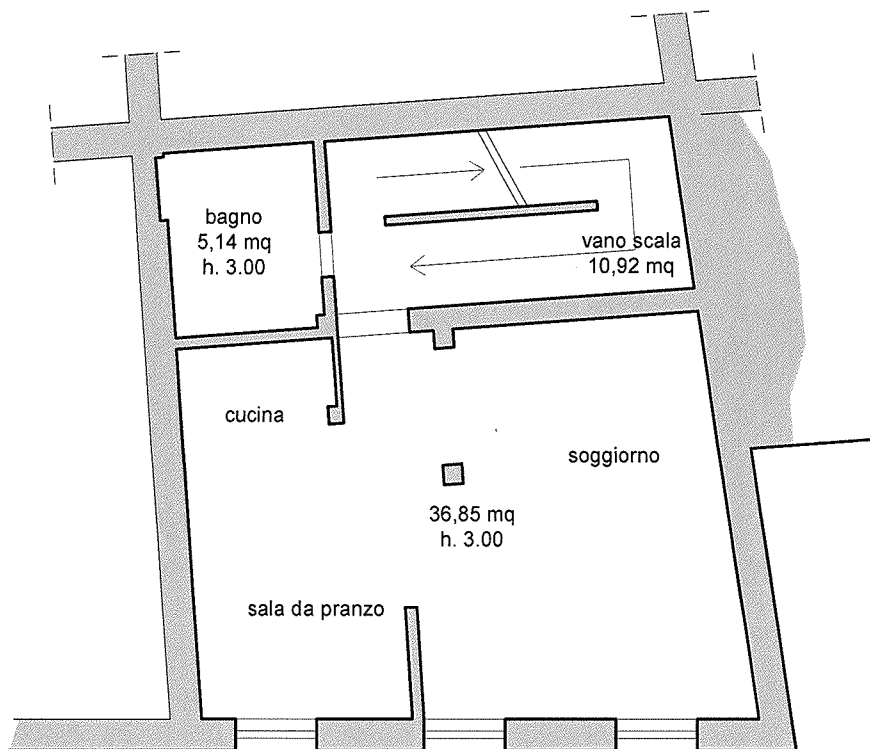 bagno
5,14 mq
h. 3.00
vano scala
10,92 mq
cucina
soggiorno
36,85 mq
h. 3.00
sala da pranzo